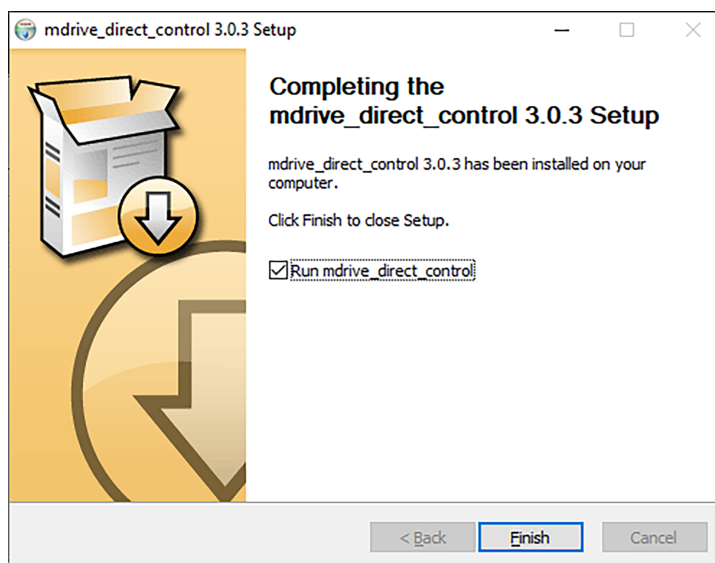 mdrive_direct_control 3.0.3 Setup
Completing the
mdrive_direct_control 3.0.3 Setup
mdrive_direct_control 3.0.3 has been installed on your
computer.
Click Finish to close Setup.
Run mdrive_direct_control
< Back
Finish
Cancel